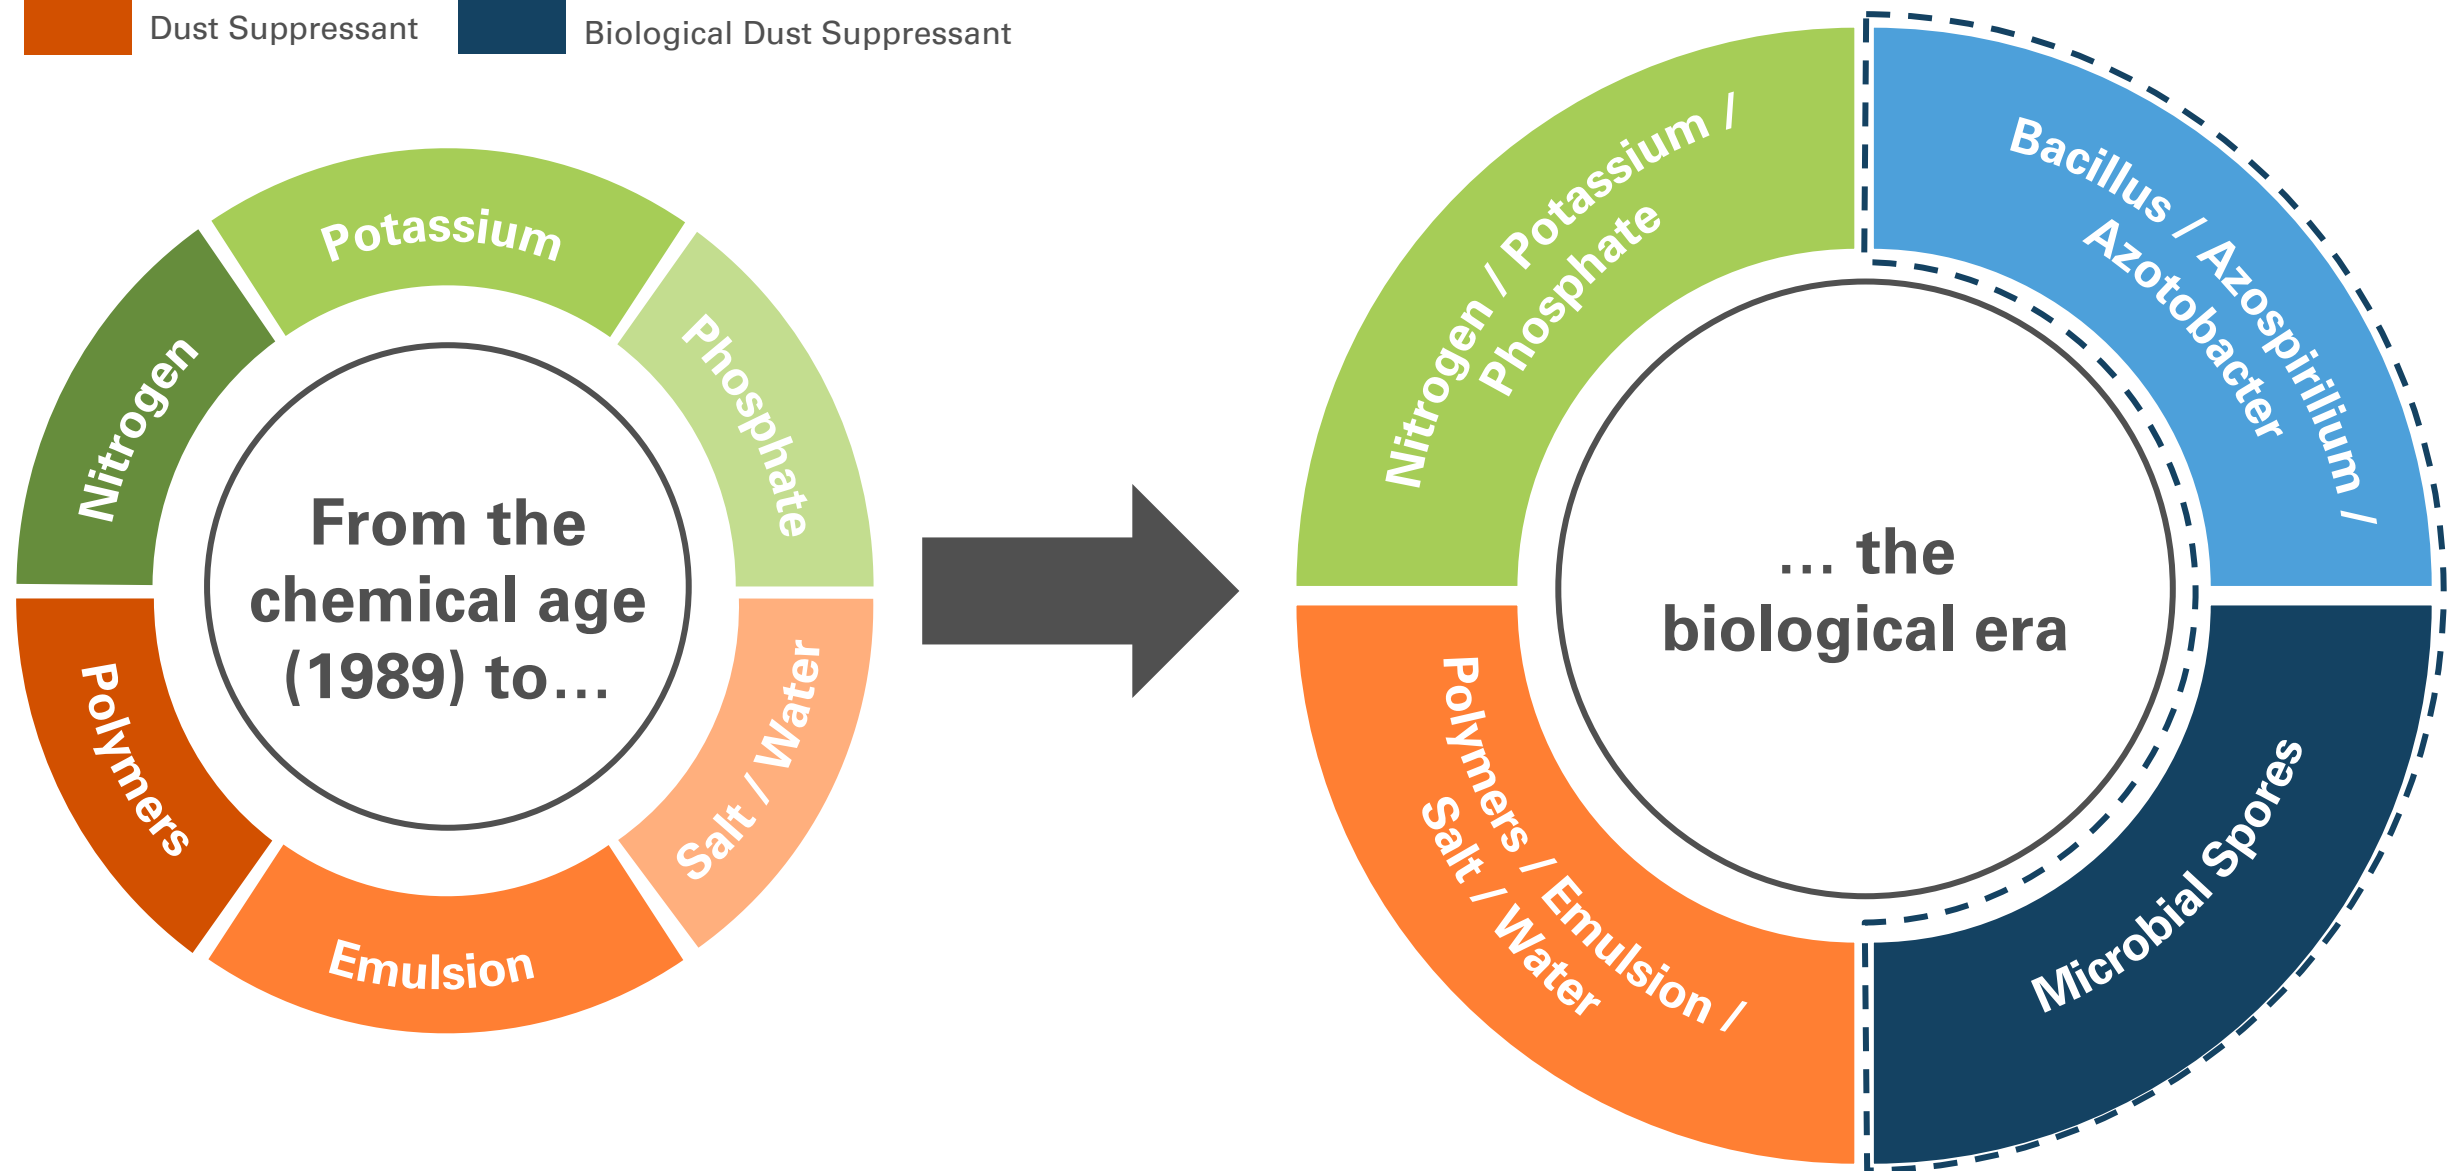 Dust Suppressant
Biological Dust Suppressant
Nitrogen
Potassium
Phosphate
Polymers
Emulsion
Salt / Water
From the
chemical age
(1989) to...
Nitrogen / Potassium /
Phosphate
Bacillus / Azospirilium /
Azotobacter
Polymers / Emulsion /
Salt / Water
Microbial Spores
... the
biological era